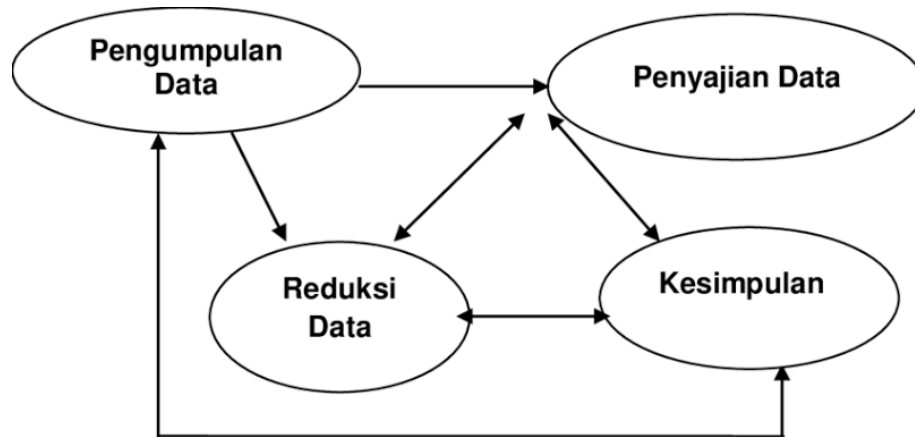 Pengumpulan
Data
Penyajian Data
Reduksi
Data
Kesimpulan